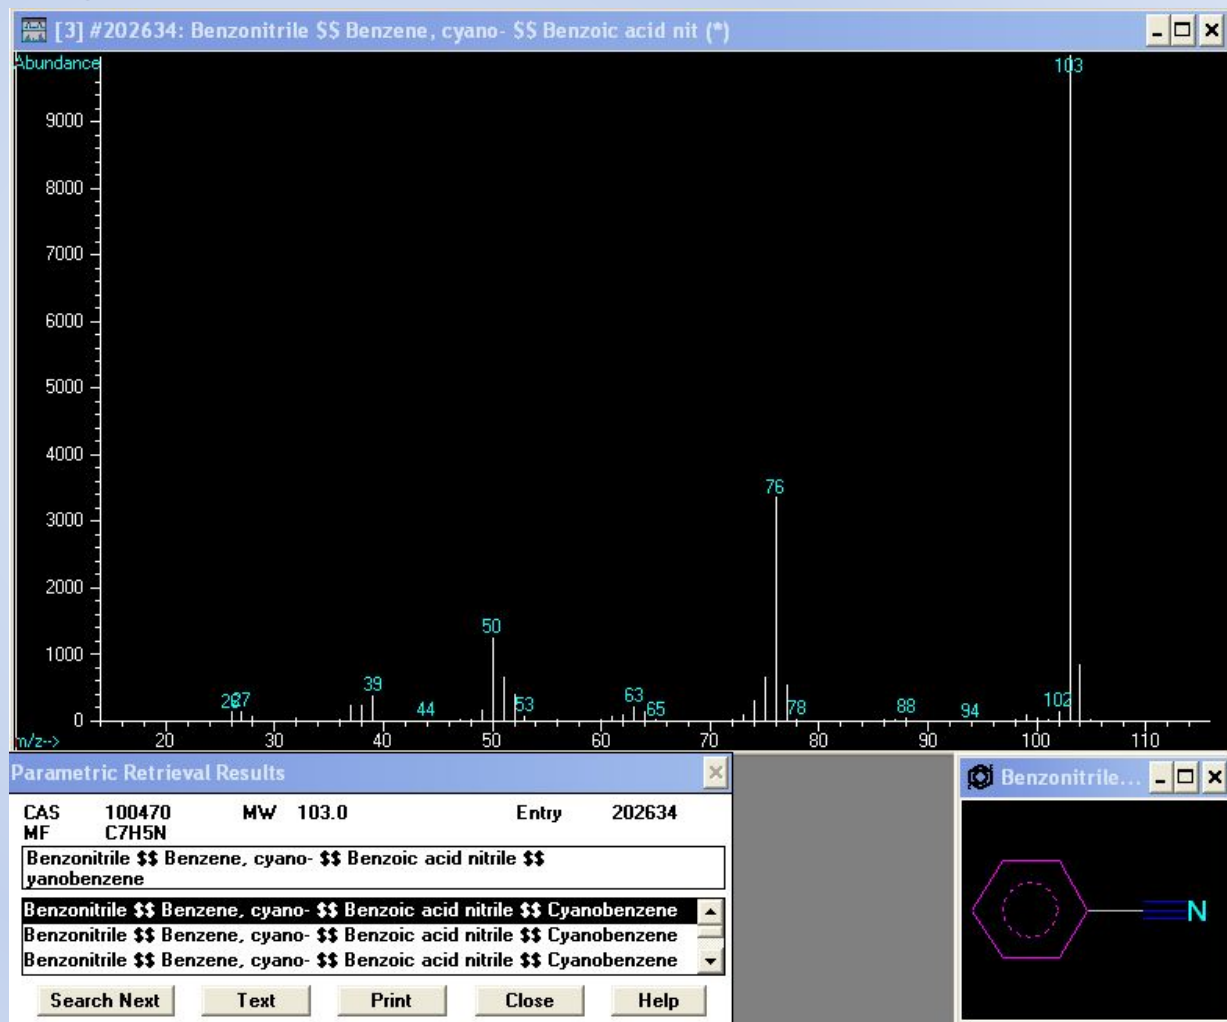 [3] #202634: Benzonitrile $$ Benzene, cyano- $$ Benzoic acid nit (*)
Abundance
103
9000
8000
7000
6000
5000
4000
76
3000
2000
50
1000
39
63
26 27
102
44
53
65
78
88
94
0
m/z-->
20 30 40 50 60 70 80 90 100 110
Parametric Retrieval Results
CAS 100470 MW 103.0 Entry 202634
MF C7H5N
Benzonitrile $$ Benzene, cyano- $$ Benzoic acid nitrile $$
yanobenzene
Benzonitrile $$ Benzene, cyano- $$ Benzoic acid nitrile $$ Cyanobenzene
Benzonitrile $$ Benzene, cyano- $$ Benzoic acid nitrile $$ Cyanobenzene
Benzonitrile $$ Benzene, cyano- $$ Benzoic acid nitrile $$ Cyanobenzene
Search Next Text Print Close Help
Benzonitrile...
N